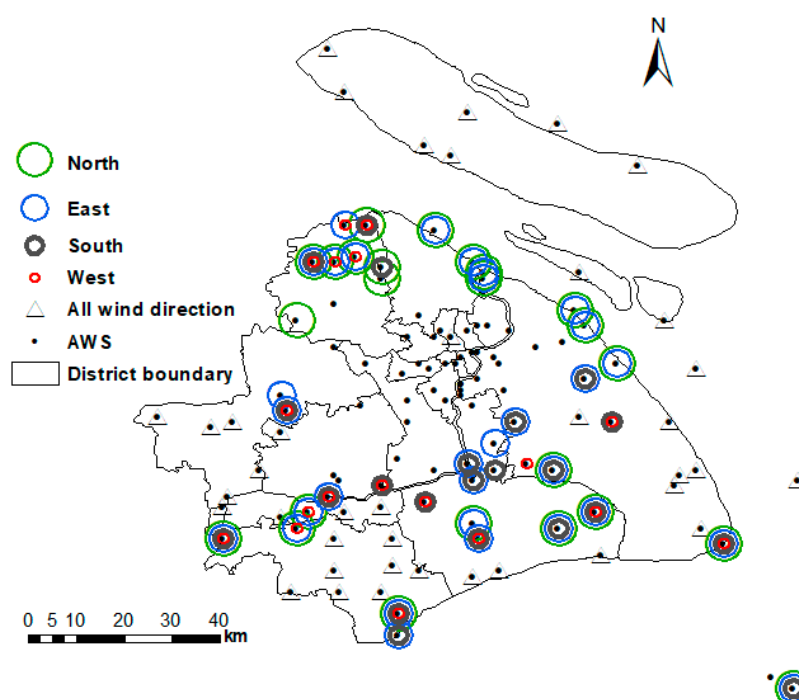 N
North
East
South
West
All wind direction
AWS
District boundary
0 5 10 20 30 40
km